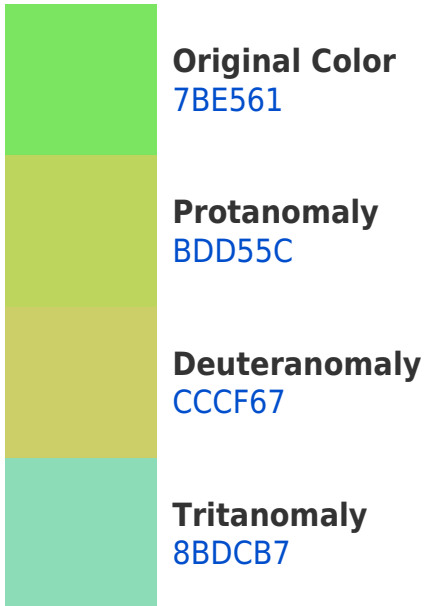 Original Color
7BE561
Protanomaly
BDD55C
Deuteranomaly
CCCF67
Tritanomaly
8BDCB7